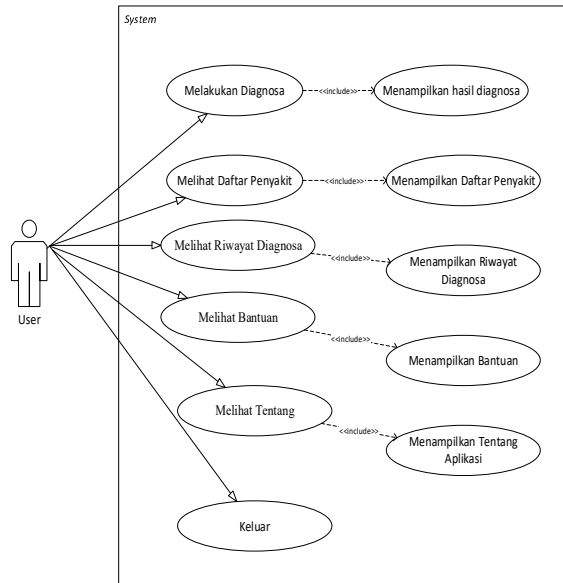 System
Melakukan Diagnosa
<<include>>
Menampilkan hasil diagnosa
Melihat Daftar Penyakit
<<include>>
Menampilkan Daftar Penyakit
Melihat Riwayat Diagnosa
<<include>>
Menampilkan Riwayat
Diagnosa
User
Melihat Bantuan
<<include>>
Menampilkan Bantuan
Melihat Tentang
<<include>>
Menampilkan Tentang
Aplikasi
Keluar